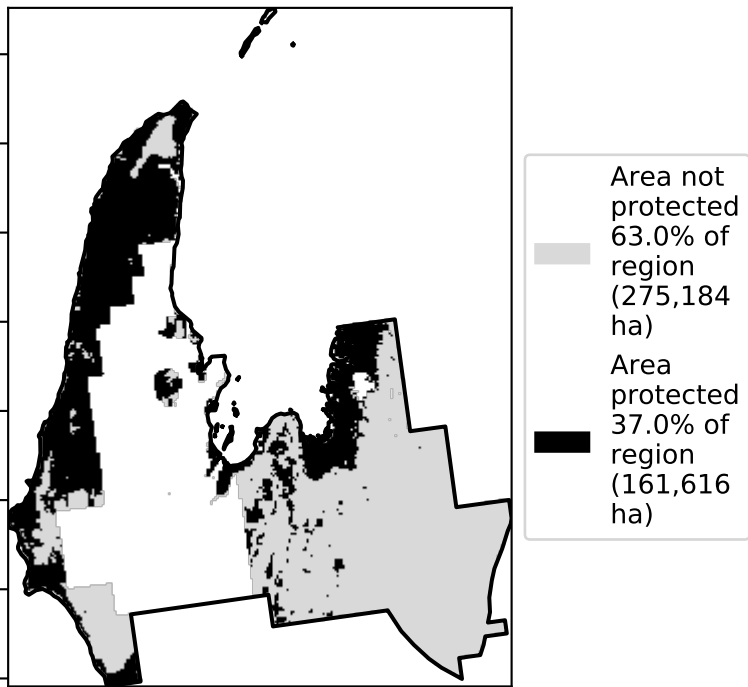 Area not
protected
63.0% of
region
(275,184
ha)
Area
protected
37.0% of
region
(161,616
ha)